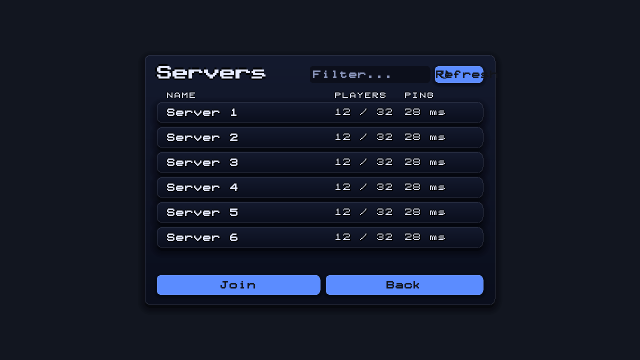 Servers Filter... Refres
NAME PLAYERS PING
Server 1 12 / 32 28 ms
Server 2 12 / 32 28 ms
Server 3 12 / 32 28 ms
Server 4 12 / 32 28 ms
Server 5 12 / 32 28 ms
Server 6 12 / 32 28 ms
Join Back